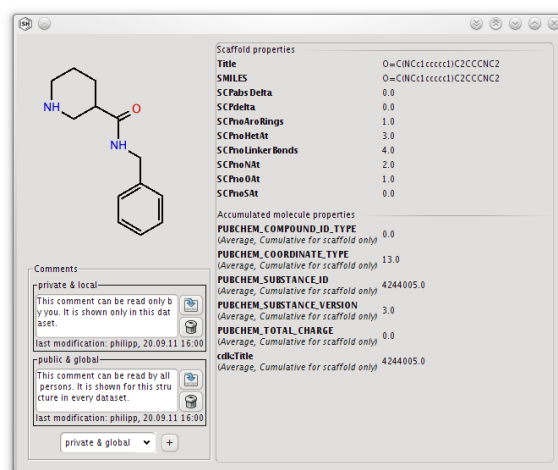 SH
NH
O
NH
Scaffold properties
Title O=C(NCc1ccccc1)C2CCCNC2
SMILES O=C(NCc1ccccc1)C2CCCNC2
SCPabsDelta 0.0
SCPdelta 0.0
SCPnoAroRings 1.0
SCPnoHetAt 3.0
SCPnoLinkerBonds 4.0
SCPnoNAt 2.0
SCPnoOAt 1.0
SCPnoSAt 0.0
Accumulated molecule properties
PUBCHEM_COMPOUND_ID_TYPE 0.0
(Average, Cumulative for scaffold only)
PUBCHEM_COORDINATE_TYPE 13.0
(Average, Cumulative for scaffold only)
PUBCHEM_SUBSTANCE_ID 4244005.0
(Average, Cumulative for scaffold only)
PUBCHEM_SUBSTANCE_VERSION 3.0
(Average, Cumulative for scaffold only)
PUBCHEM_TOTAL_CHARGE 0.0
(Average, Cumulative for scaffold only)
cdk:Title 4244005.0
(Average, Cumulative for scaffold only)
Comments
private & local
This comment can be read only b
y you. It is shown only in this dat
aset.
last modification: philipp, 20.09.11 16:00
public & global
This comment can be read by all
persons. It is shown for this stru
cture in every dataset.
last modification: philipp, 20.09.11 16:00
private & global +